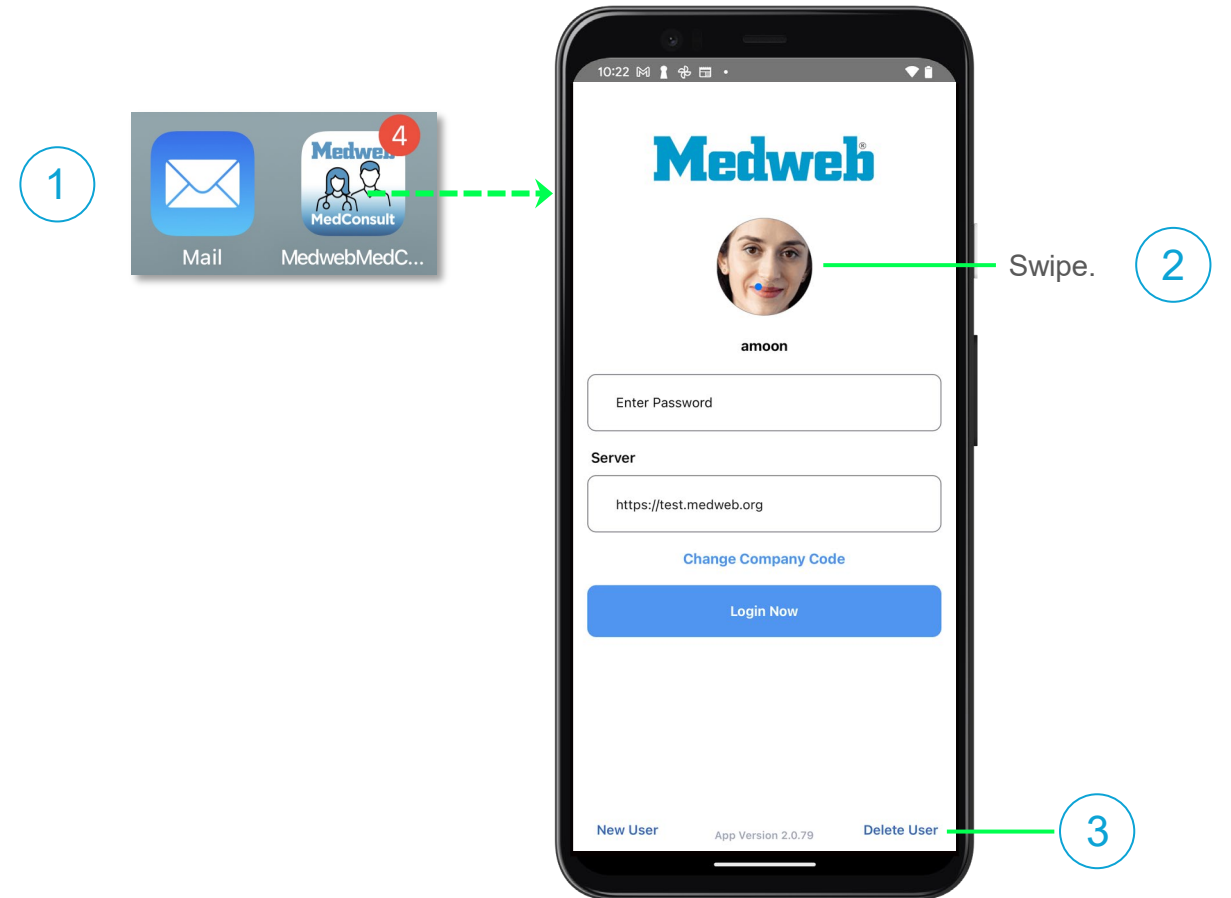 1
4
Medweb
MedConsult
Mail
MedwebMedC...
10:22
Medweb®
Swipe.
2
amoon
Enter Password
Server
https://test.medweb.org
Change Company Code
Login Now
New User
App Version 2.0.79
Delete User
3